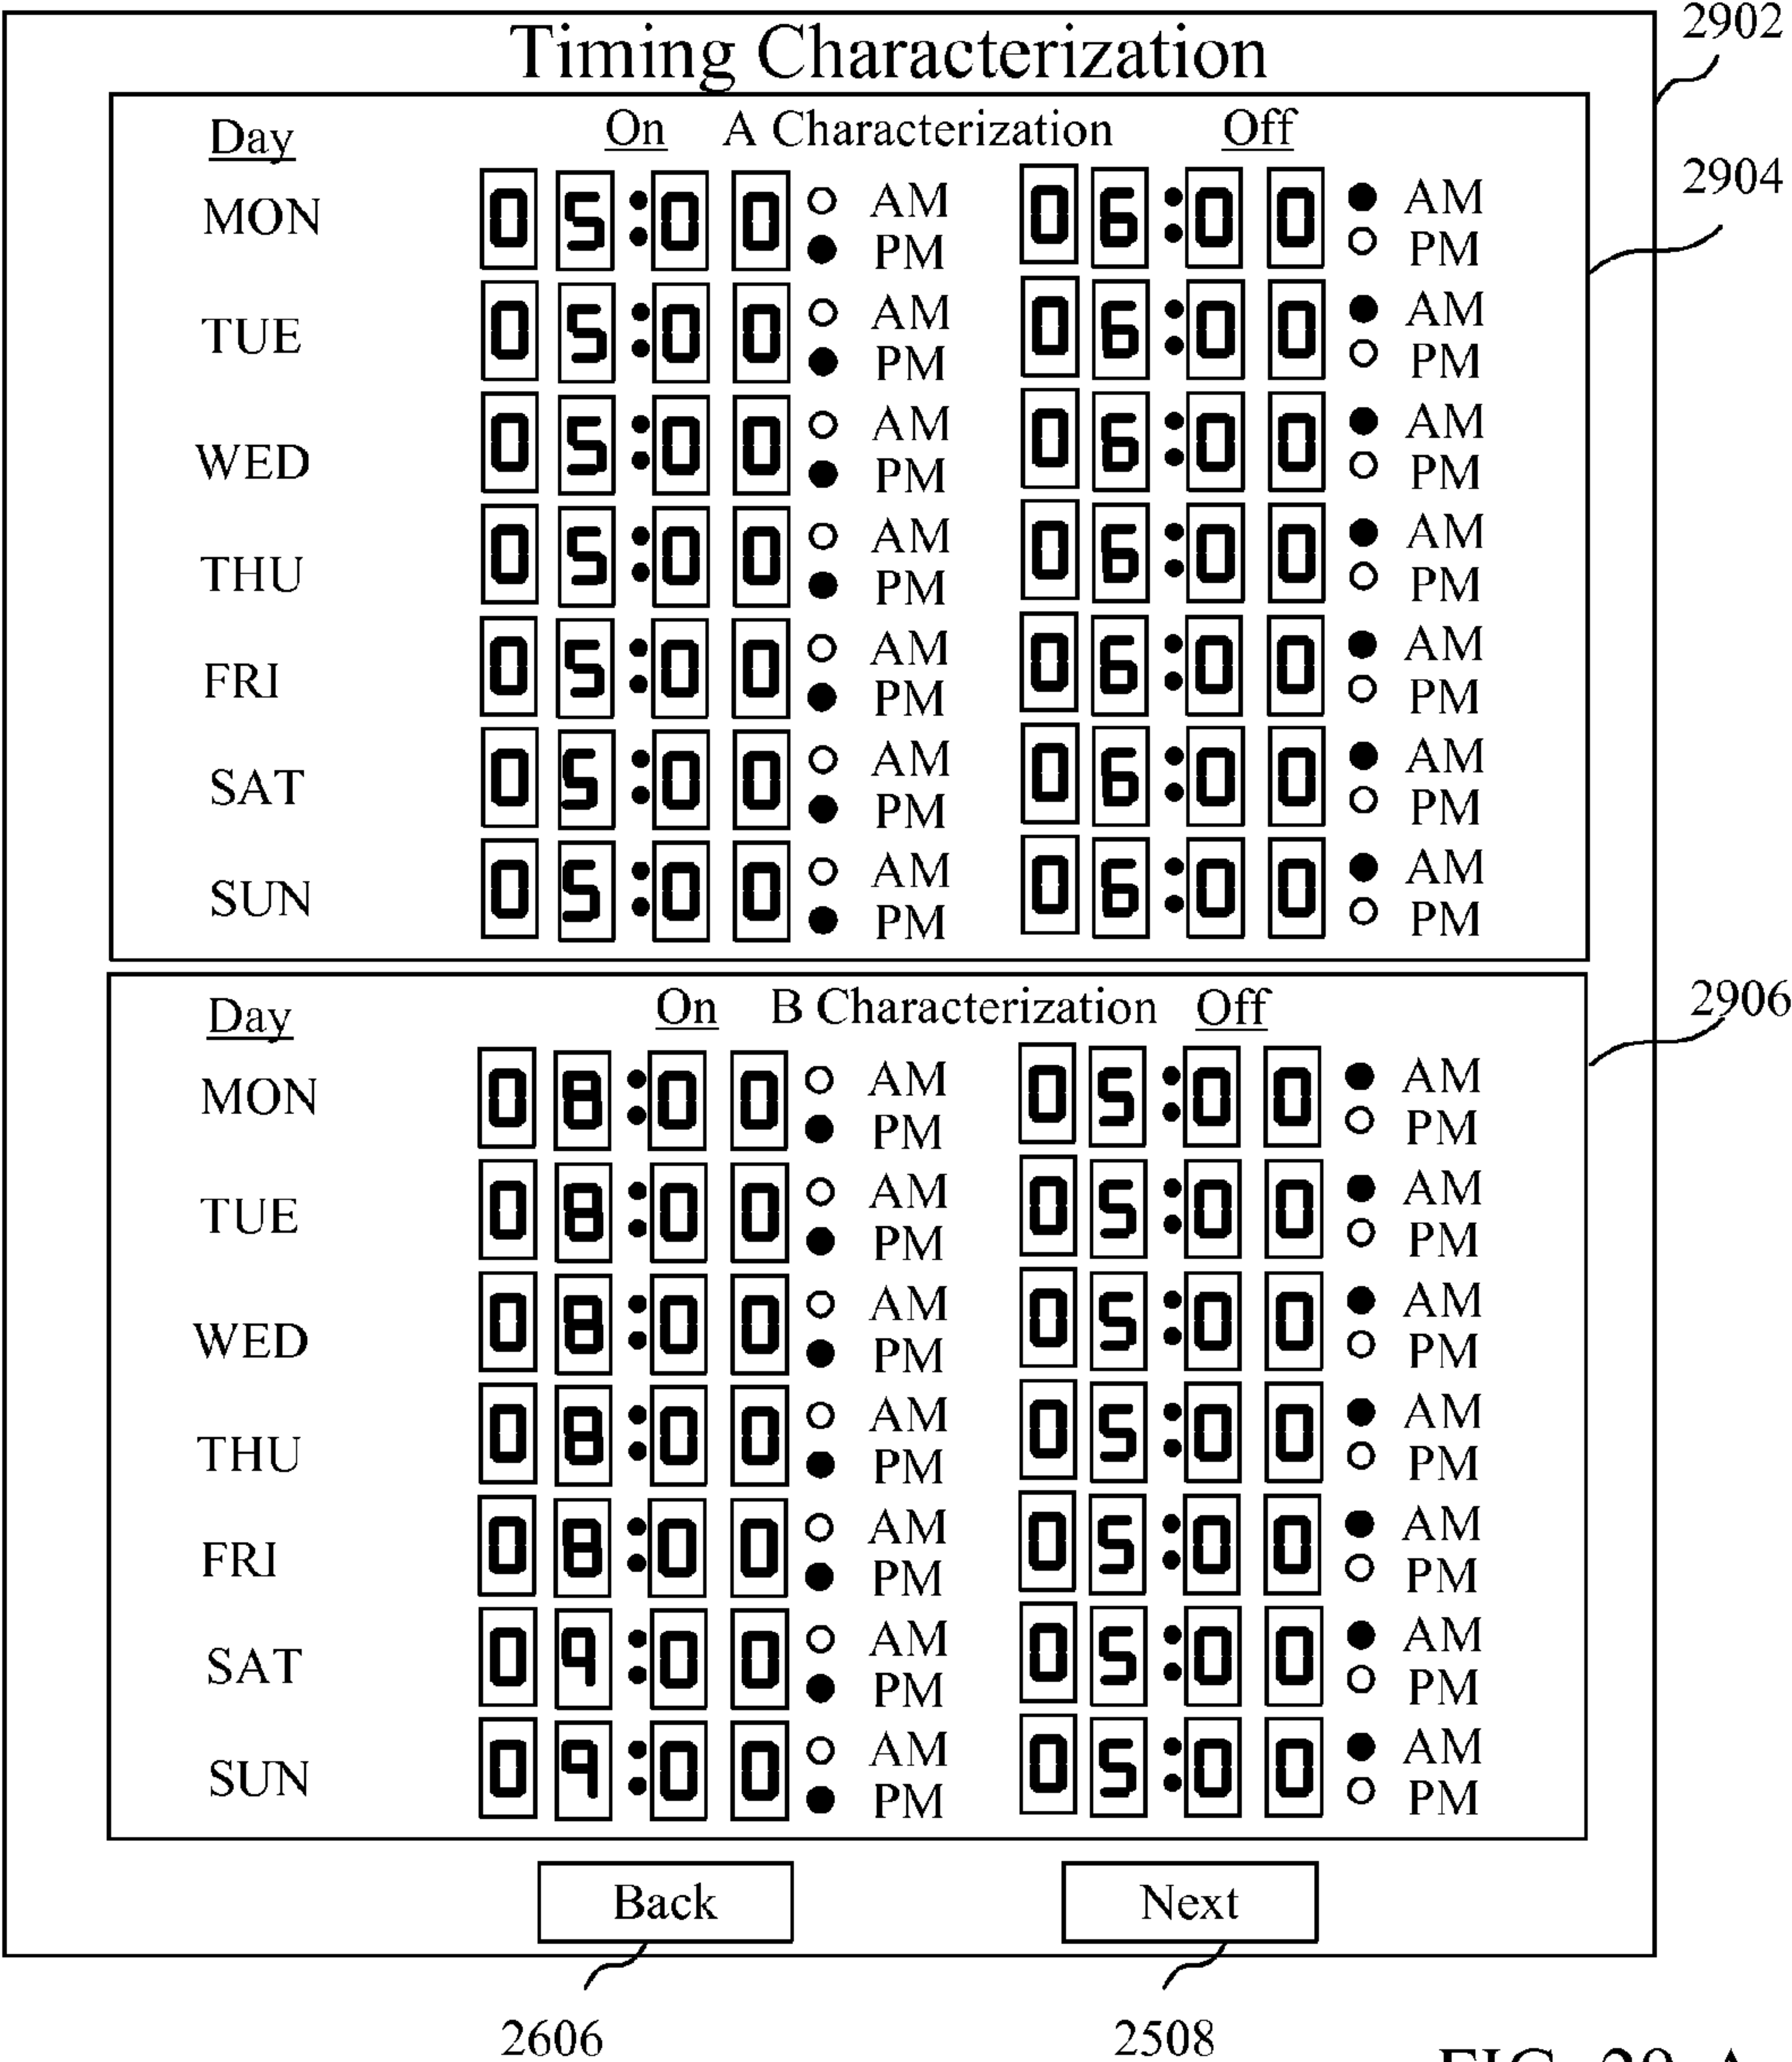 2902
Timing Characterization
Day On A Characterization Off
2904
MON 05:00 AM PM 06:00 AM PM
TUE 05:00 AM PM 06:00 AM PM
WED 05:00 AM PM 06:00 AM PM
THU 05:00 AM PM 06:00 AM PM
FRI 05:00 AM PM 06:00 AM PM
SAT 05:00 AM PM 06:00 AM PM
SUN 05:00 AM PM 06:00 AM PM
2906
Day On B Characterization Off
MON 08:00 AM PM 05:00 AM PM
TUE 08:00 AM PM 05:00 AM PM
WED 08:00 AM PM 05:00 AM PM
THU 08:00 AM PM 05:00 AM PM
FRI 08:00 AM PM 05:00 AM PM
SAT 09:00 AM PM 05:00 AM PM
SUN 09:00 AM PM 05:00 AM PM
Back Next
2606 2508